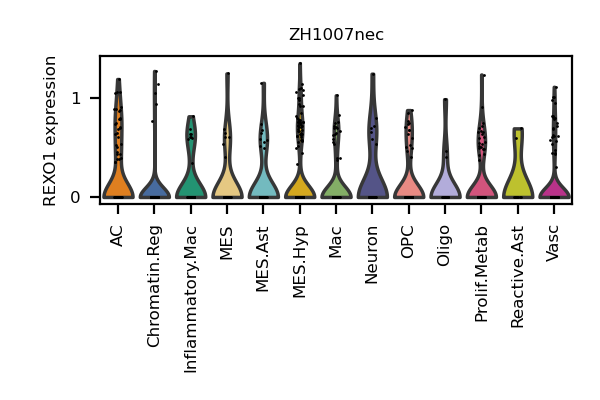 ZH1007nec
REXO1 expression
1
0
AC
Chromatin.Reg
Inflammatory.Mac
MES
MES.Ast
MES.Hyp
Mac
Neuron
OPC
Oligo
Prolif.Metab
Reactive.Ast
Vasc